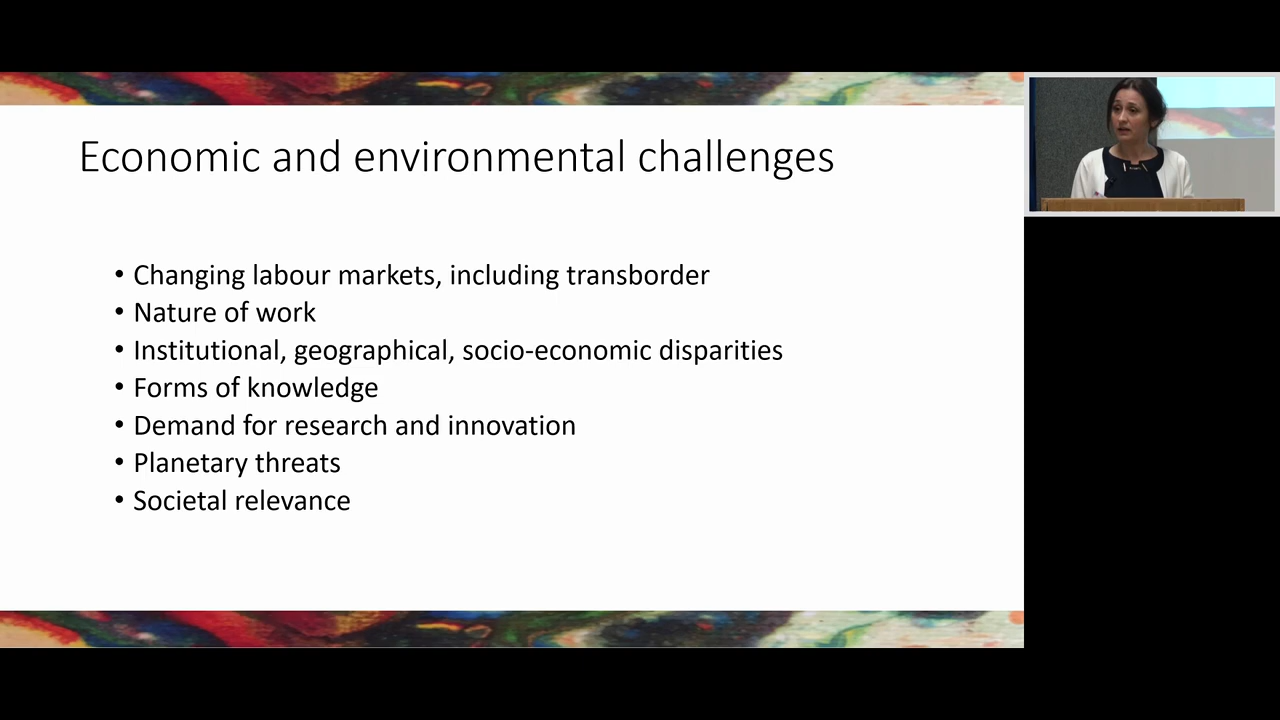 Economic and environmental challenges
• Changing labour markets, including transborder
• Nature of work
• Institutional, geographical, socio-economic disparities
• Forms of knowledge
• Demand for research and innovation
• Planetary threats
• Societal relevance